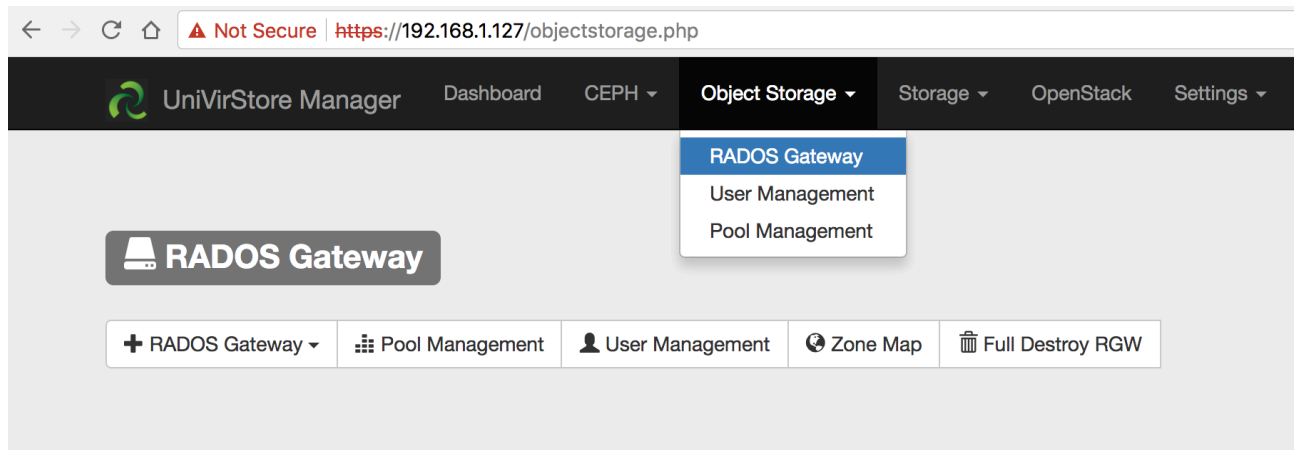 Not Secure https://192.168.1.127/objectstorage.php
UniVirStore Manager Dashboard CEPH Object Storage Storage OpenStack Settings
RADOS Gateway
User Management
Pool Management
RADOS Gateway
RADOS Gateway Pool Management User Management Zone Map Full Destroy RGW